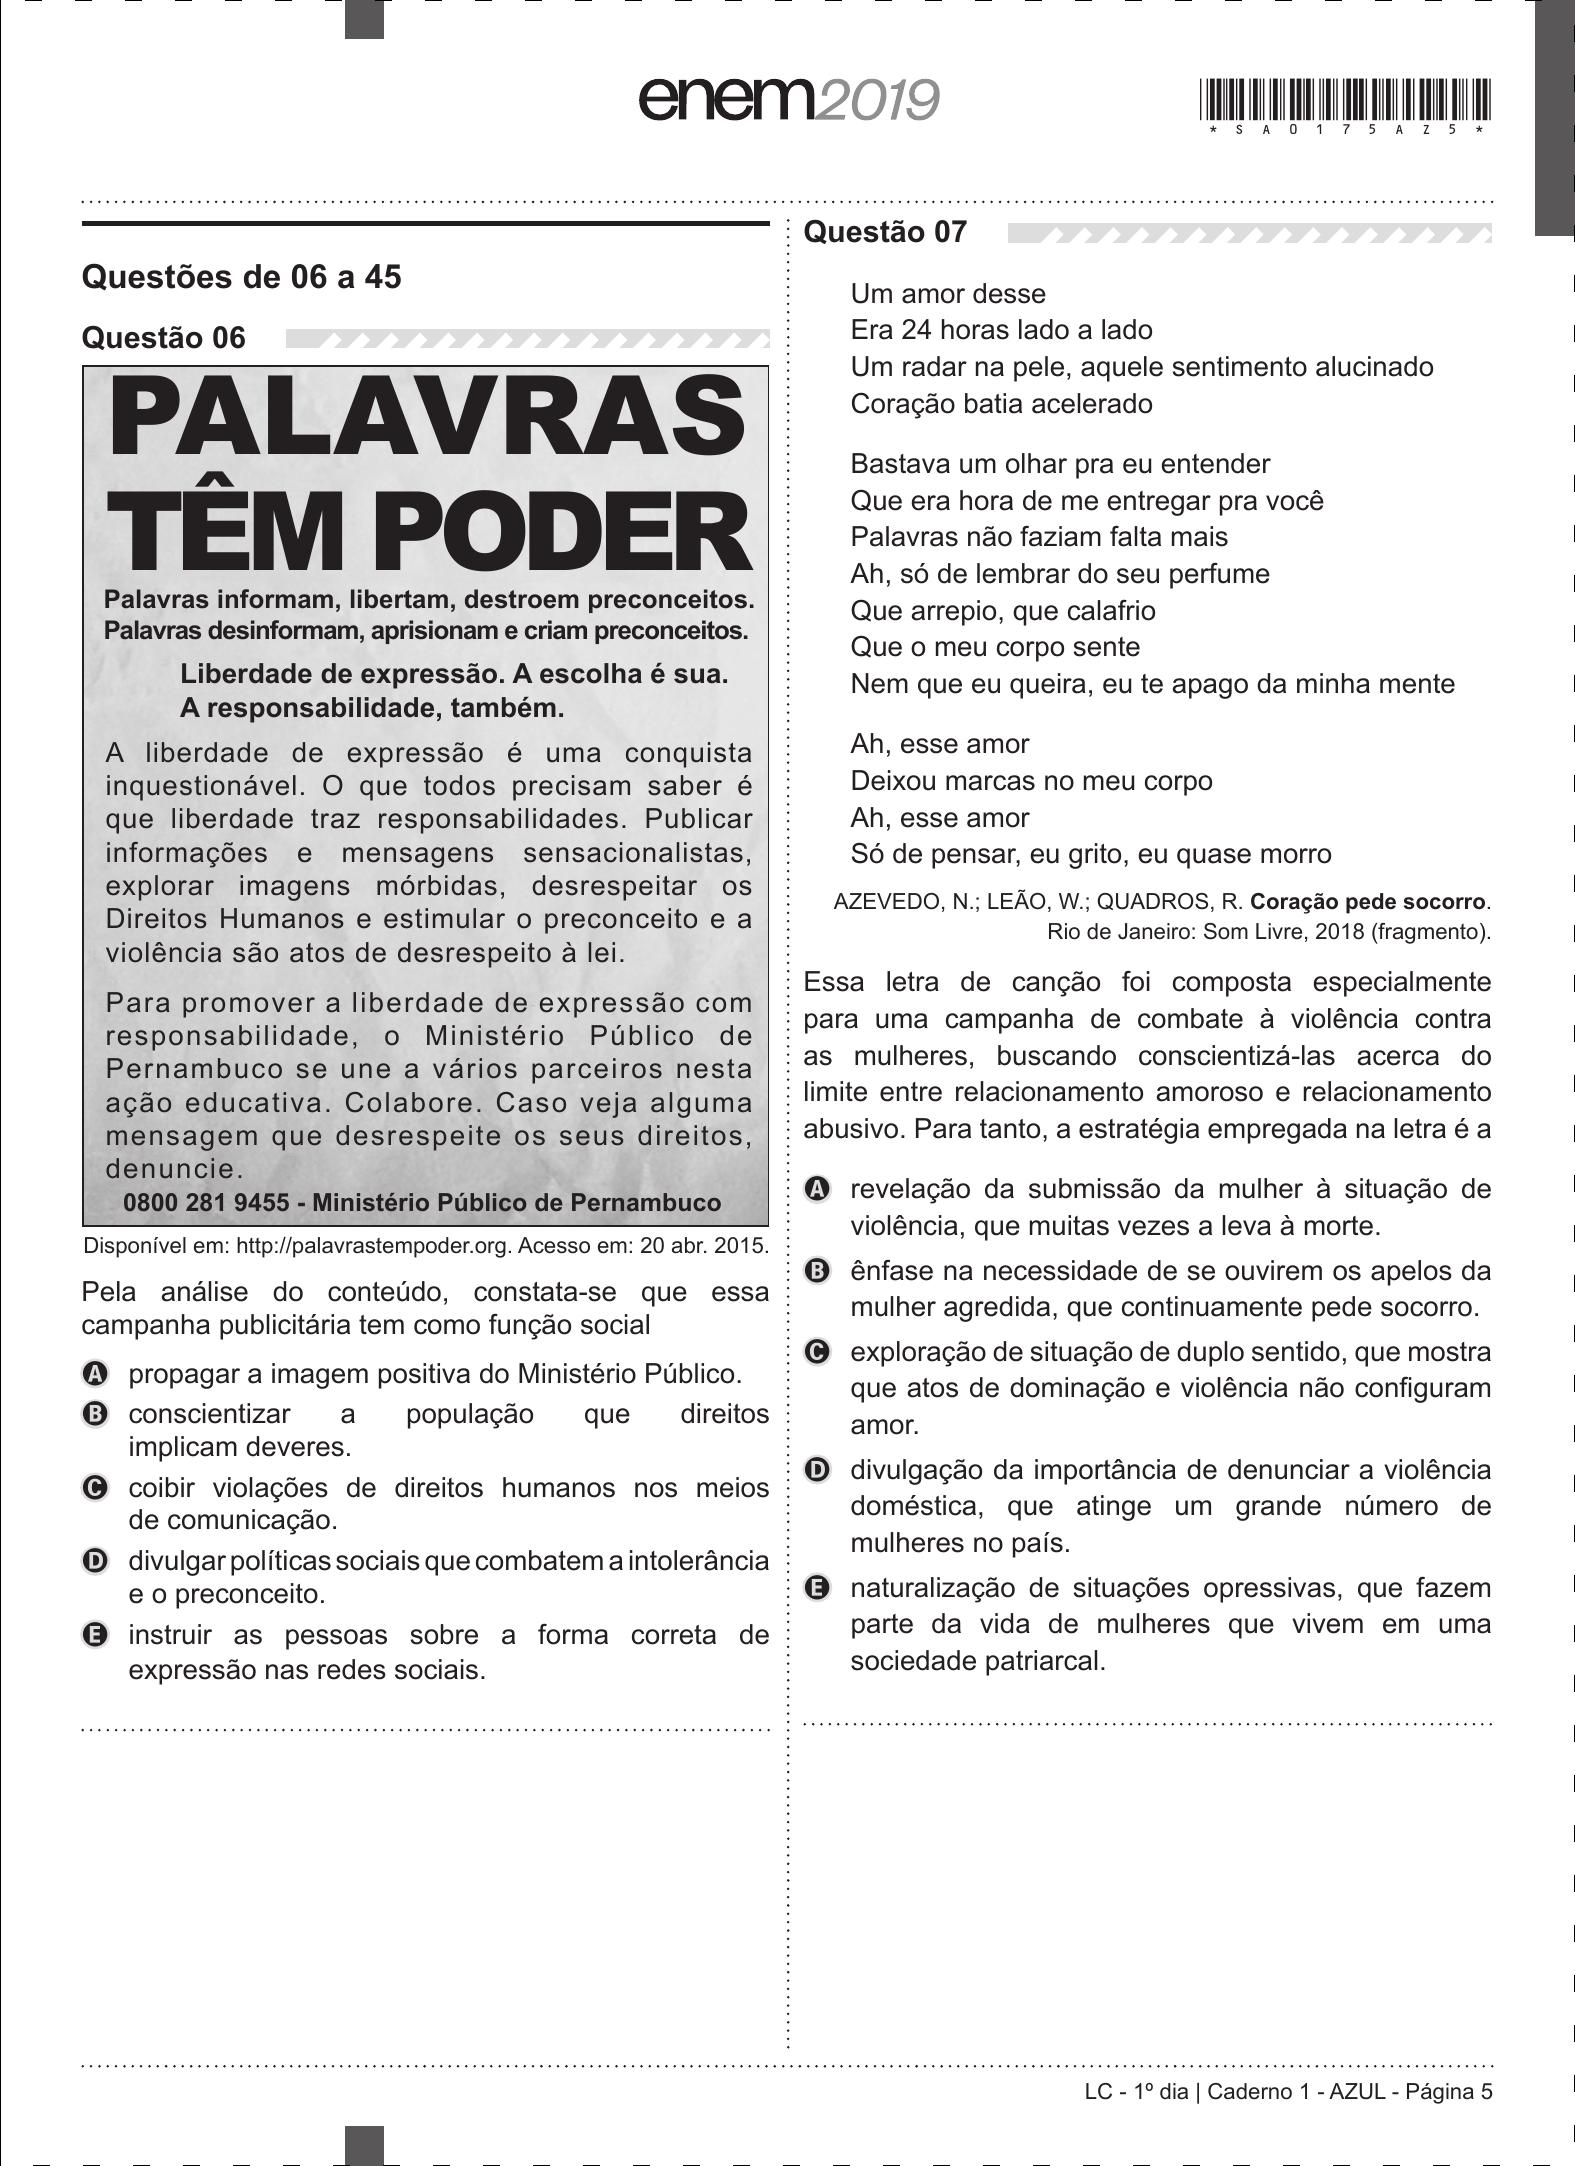 enem2019
*SA0175AZ5*
Questões de 06 a 45
Questão 06
PALAVRAS
TÊM PODER
Palavras informam, libertam, destroem preconceitos.
Palavras desinformam, aprisionam e criam preconceitos.
Liberdade de expressão. A escolha é sua.
A responsabilidade, também.
A liberdade de expressão é uma conquista
inquestionável. O que todos precisam saber é
que liberdade traz responsabilidades. Publicar
informações e mensagens sensacionalistas,
explorar imagens mórbidas, desrespeitar os
Direitos Humanos e estimular o preconceito e a
violência são atos de desrespeito à lei.
Para promover a liberdade de expressão com
responsabilidade, o Ministério Público de
Pernambuco se une a vários parceiros nesta
ação educativa. Colabore. Caso veja alguma
mensagem que desrespeite os seus direitos,
denuncie.
0800 281 9455 - Ministério Público de Pernambuco
Disponível em: http://palavrastempoder.org. Acesso em: 20 abr. 2015.
Pela análise do conteúdo, constata-se que essa
campanha publicitária tem como função social
A propagar a imagem positiva do Ministério Público.
B conscientizar a população que direitos
implicam deveres.
C coibir violações de direitos humanos nos meios
de comunicação.
D divulgar políticas sociais que combatem a intolerância
e o preconceito.
E instruir as pessoas sobre a forma correta de
expressão nas redes sociais.
Questão 07
Um amor desse
Era 24 horas lado a lado
Um radar na pele, aquele sentimento alucinado
Coração batia acelerado
Bastava um olhar pra eu entender
Que era hora de me entregar pra você
Palavras não faziam falta mais
Ah, só de lembrar do seu perfume
Que arrepio, que calafrio
Que o meu corpo sente
Nem que eu queira, eu te apago da minha mente
Ah, esse amor
Deixou marcas no meu corpo
Ah, esse amor
Só de pensar, eu grito, eu quase morro
AZEVEDO, N.; LEÃO, W.; QUADROS, R. Coração pede socorro.
Rio de Janeiro: Som Livre, 2018 (fragmento).
Essa letra de canção foi composta especialmente
para uma campanha de combate à violência contra
as mulheres, buscando conscientizá-las acerca do
limite entre relacionamento amoroso e relacionamento
abusivo. Para tanto, a estratégia empregada na letra é a
A revelação da submissão da mulher à situação de
violência, que muitas vezes a leva à morte.
B ênfase na necessidade de se ouvirem os apelos da
mulher agredida, que continuamente pede socorro.
C exploração de situação de duplo sentido, que mostra
que atos de dominação e violência não configuram
amor.
D divulgação da importância de denunciar a violência
doméstica, que atinge um grande número de
mulheres no país.
E naturalização de situações opressivas, que fazem
parte da vida de mulheres que vivem em uma
sociedade patriarcal.
LC - 1º dia | Caderno 1 - AZUL - Página 5